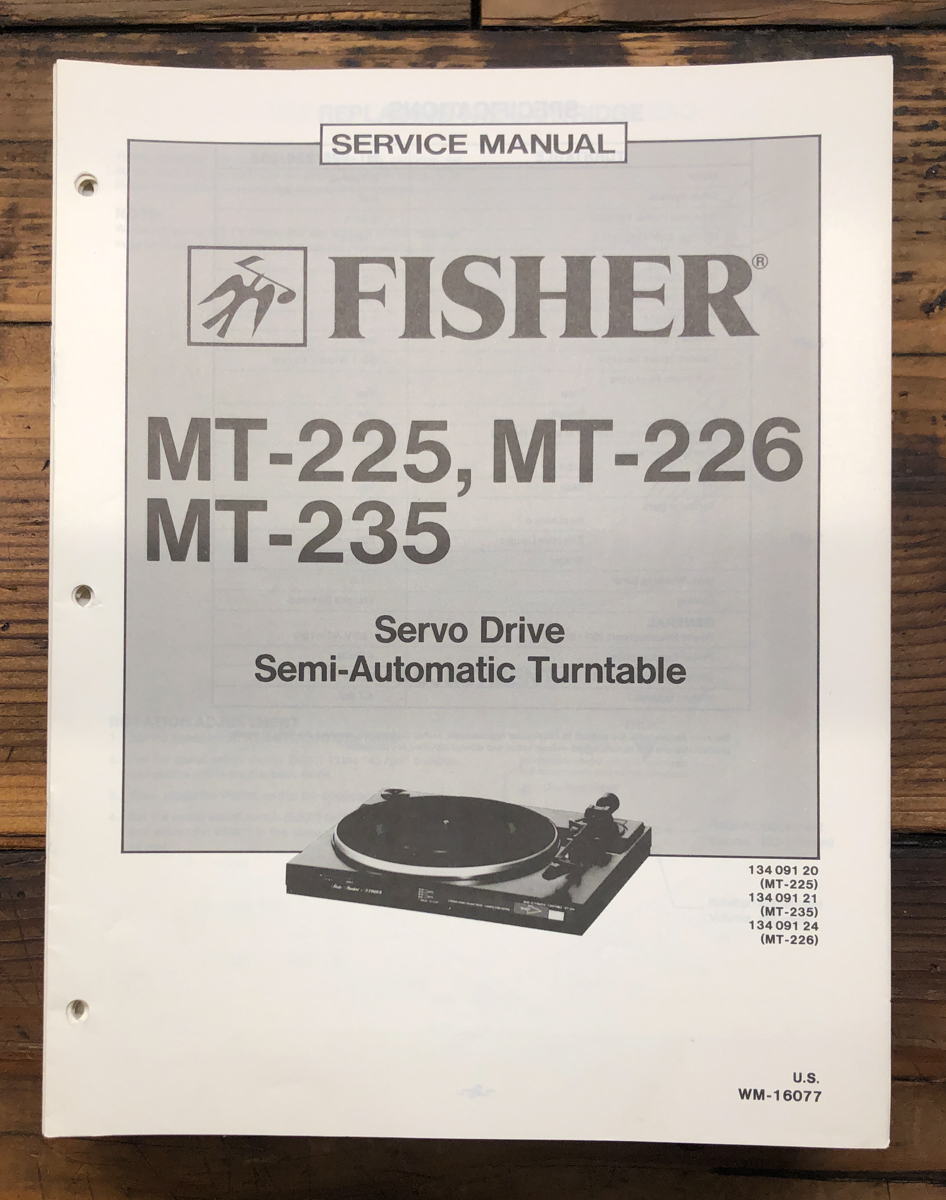 SERVICE MANUAL
FISHER®
MT-225, MT-226
MT-235
Servo Drive
Semi-Automatic Turntable
134 091 20
(MT-225)
134 091 21
(MT-235)
134 091 24
(MT-226)
U.S.
WM-16077